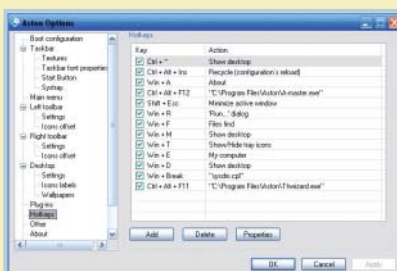 Aston Options
Boot configuration
Taskbar
Textures
Taskbar font properties
Start Button
Systray
Main menu
Left toolbar
Settings
Icons offset
Right toolbar
Settings
Icons offset
Desktop
Settings
Icons labels
Wallpapers
Plug-ins
Hotkeys
Other
About
Hotkeys
Key Action
Ctrl + "" Show desktop
Ctrl + Alt + Ins Recycle (configuration's reload)
Win + A About
Ctrl + Alt + F12 "C:\Program Files\Aston\A-master.exe"
Shift + Esc Minimize active window
Win + R "Run..." dialog
Win + F Files find
Win + M Show desktop
Win + T Show/Hide tray icons
Win + E My computer
Win + D Show desktop
Win + Break "sysdm.cpl"
Ctrl + Alt + F11 "C:\Program Files\Aston\Thwizard.exe"
Add Delete Properties
OK Cancel Apply